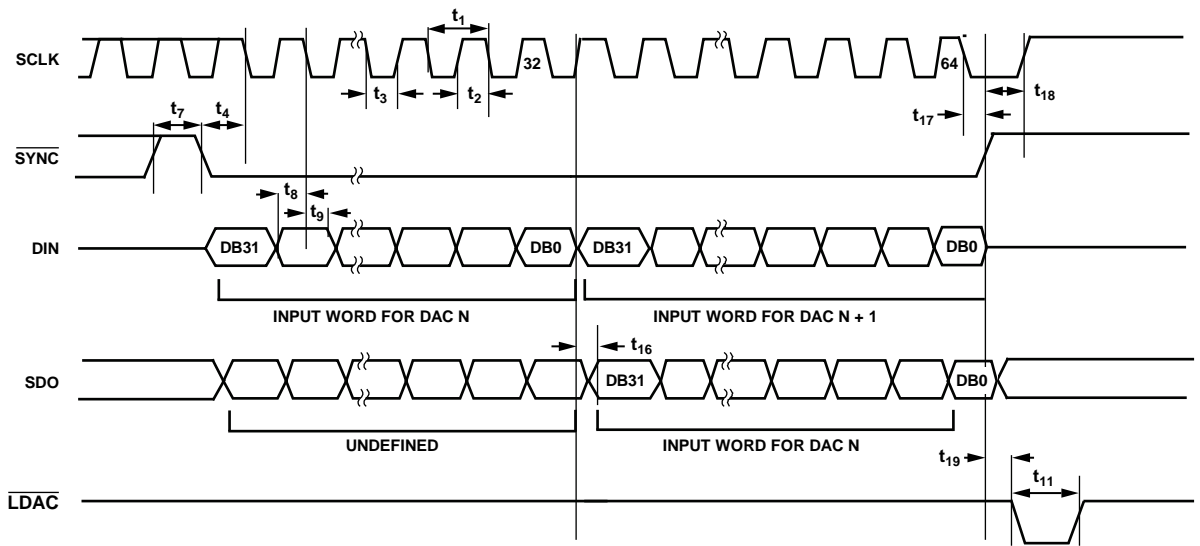 t1
SCLK
32
64
t3
t2
t18
t7
t4
t17
SYNC
t8
t9
DIN
DB31
DB0
DB31
DB0
INPUT WORD FOR DAC N
INPUT WORD FOR DAC N + 1
t16
SDO
DB31
DB0
UNDEFINED
INPUT WORD FOR DAC N
t19
t11
LDAC